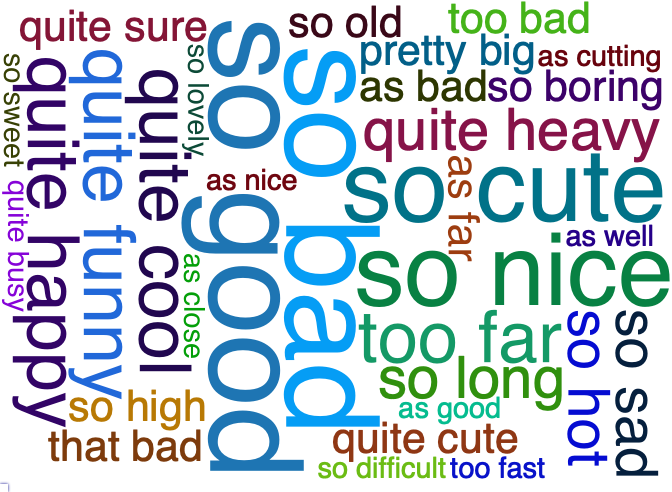 quite sure
so old
too bad
pretty big
as cutting
so sweet
quite happy
quite funny
quite cool
so lovely
so good
so bad
as bad
so boring
quite heavy
as nice
so cute
as far
quite busy
as well
so nice
as close
too far
so hot
so sad
so long
so high
as good
that bad
quite cute
so difficult
too fast